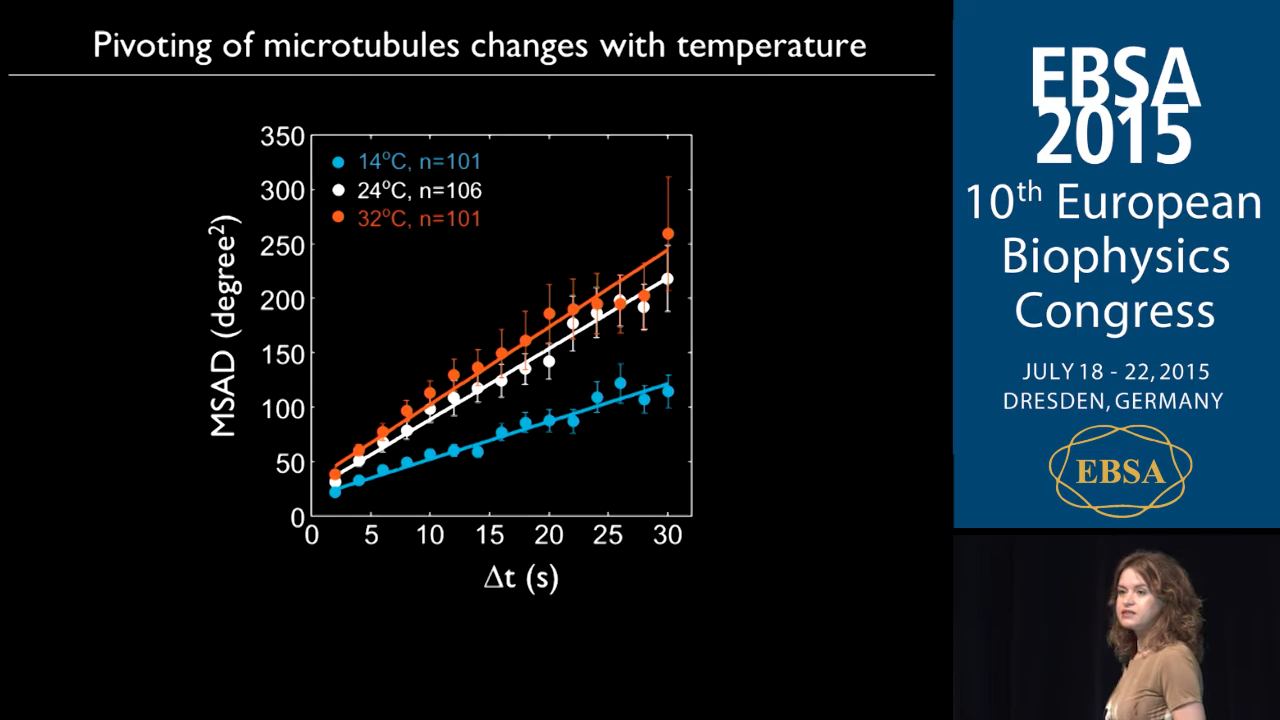 Pivoting of microtubules changes with temperature
350
300
250
200
150
100
50
0
14°C, n=101
24°C, n=106
32°C, n=101
MSAD (degree²)
0 5 10 15 20 25 30
Δt (s)
EBSA
2015
10th European
Biophysics
Congress
JULY 18 - 22, 2015
DRESDEN, GERMANY
EBSA